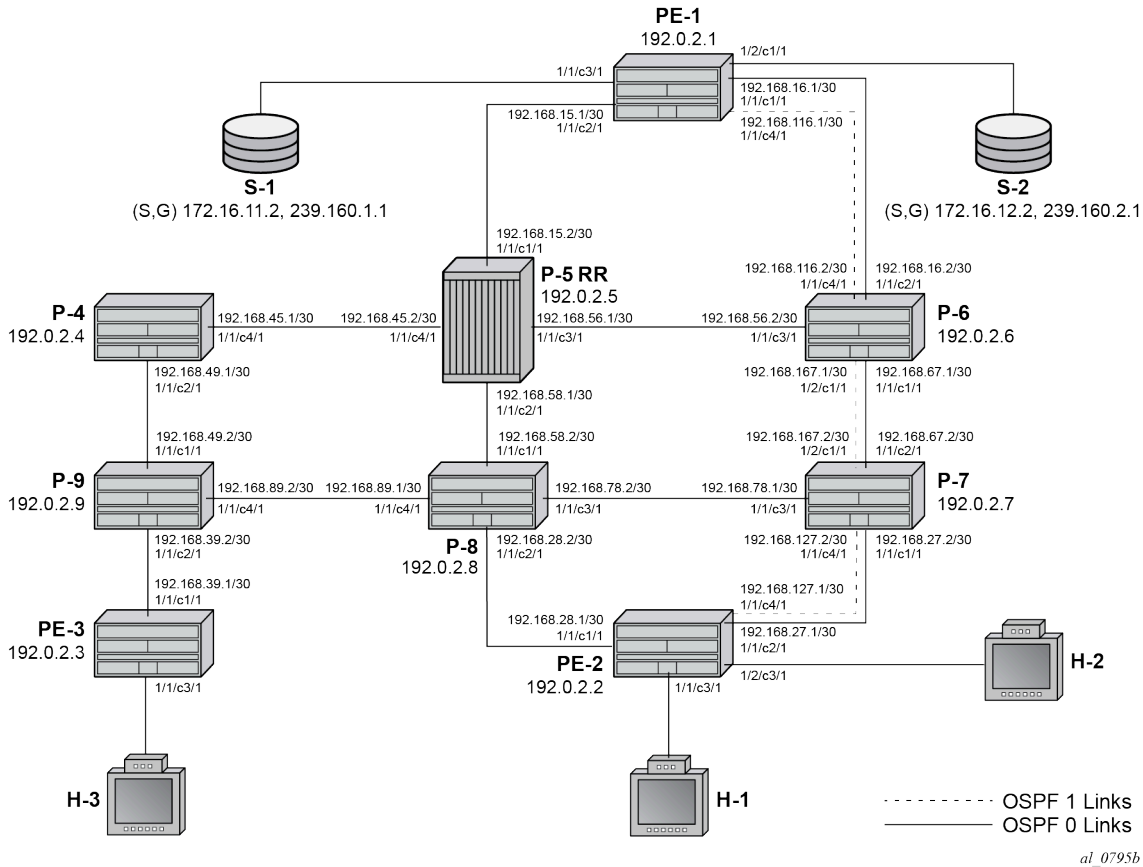 PE-1
192.0.2.1
1/2/c1/1
1/1/c3/1
192.168.16.1/30
1/1/c1/1
192.168.15.1/30
1/1/c2/1
192.168.116.1/30
1/1/c4/1
S-1
(S,G) 172.16.11.2, 239.160.1.1
S-2
(S,G) 172.16.12.2, 239.160.2.1
192.168.15.2/30
1/1/c1/1
P-5 RR
192.0.2.5
192.168.116.2/30
1/1/c4/1
192.168.16.2/30
1/1/c2/1
P-4
192.0.2.4
192.168.45.1/30
1/1/c4/1
192.168.45.2/30
1/1/c4/1
192.168.56.1/30
1/1/c3/1
192.168.56.2/30
1/1/c3/1
P-6
192.0.2.6
192.168.49.1/30
1/1/c2/1
192.168.58.1/30
1/1/c2/1
192.168.167.1/30
1/2/c1/1
192.168.67.1/30
1/1/c1/1
192.168.49.2/30
1/1/c1/1
192.168.58.2/30
1/1/c1/1
192.168.167.2/30
1/2/c1/1
192.168.67.2/30
1/1/c2/1
P-9
192.0.2.9
192.168.89.2/30
1/1/c4/1
192.168.89.1/30
1/1/c4/1
192.168.78.2/30
1/1/c3/1
192.168.78.1/30
1/1/c3/1
P-7
192.0.2.7
192.168.39.2/30
1/1/c2/1
P-8
192.0.2.8
192.168.28.2/30
1/1/c2/1
192.168.127.2/30
1/1/c4/1
192.168.27.2/30
1/1/c1/1
192.168.39.1/30
1/1/c1/1
192.168.127.1/30
1/1/c4/1
PE-3
192.0.2.3
192.168.28.1/30
1/1/c1/1
192.168.27.1/30
1/1/c2/1
PE-2
192.0.2.2
1/2/c3/1
H-2
1/1/c3/1
1/1/c3/1
H-3
H-1
OSPF 1 Links
OSPF 0 Links
al_0795b